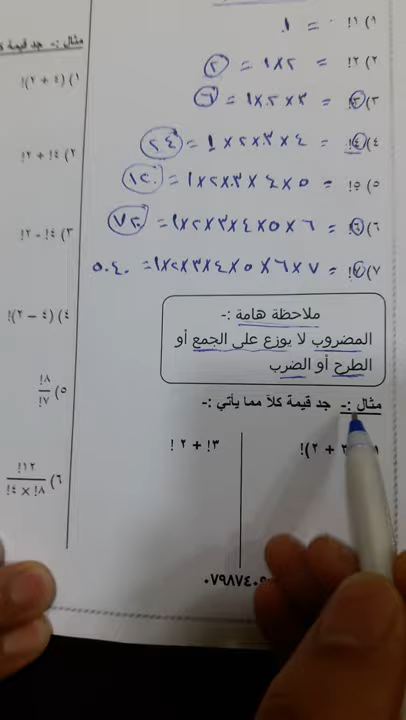 ١) ١! = ١
٢) ٢! = ٢×١ = ٢
٣) ٣! = ٣×٢×١ = ٦
٤) ٤! = ٤×٣×٢×١ = ٢٤
٥) ٥! = ٥×٤×٣×٢×١ = ١٢٠
٦) ٦! = ٦×٥×٤×٣×٢×١ = ٧٢٠
٧) ٧! = ٧×٦×٥×٤×٣×٢×١ = ٥٠٤٠
ملاحظة هامة :-
المضروب لا يوزع على الجمع أو
الطرح أو الضرب
مثال :- جد قيمة كلاً مما يأتي :-
+ ٢)!
٣! + ٢!
مثال :- جد قيمة
١) (٤ + ٢)!
٢) ٤! + ٢!
٣) ٤! - ٢!
٤) (٤ – ٢)!
٥) ٨! / ٧!
٦) ١٢! / ٧! × ٤!